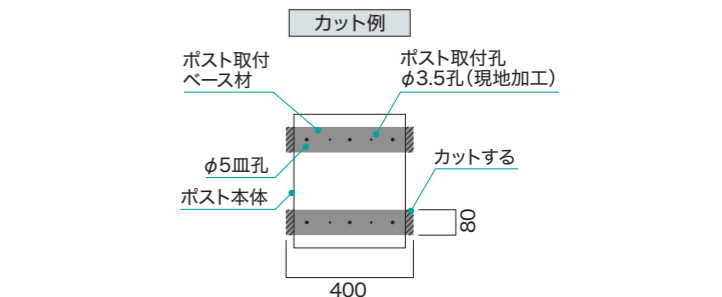 カット例
ポスト取付
ベース材
ポスト取付孔
φ3.5孔（現地加工）
カットする
φ5皿孔
ポスト本体
80
400